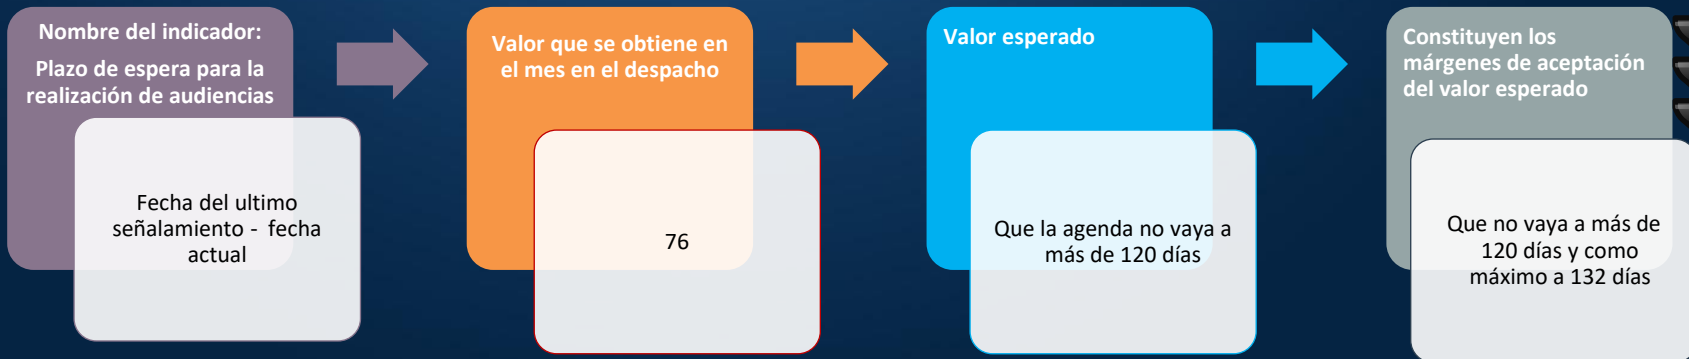 Nombre del indicador:
Plazo de espera para la
realización de audiencias
Fecha del ultimo
señalamiento - fecha
actual
Valor que se obtiene en
el mes en el despacho
76
Valor esperado
Que la agenda no vaya a
más de 120 días
Constituyen los
márgenes de aceptación
del valor esperado
Que no vaya a más de
120 días y como
máximo a 132 días